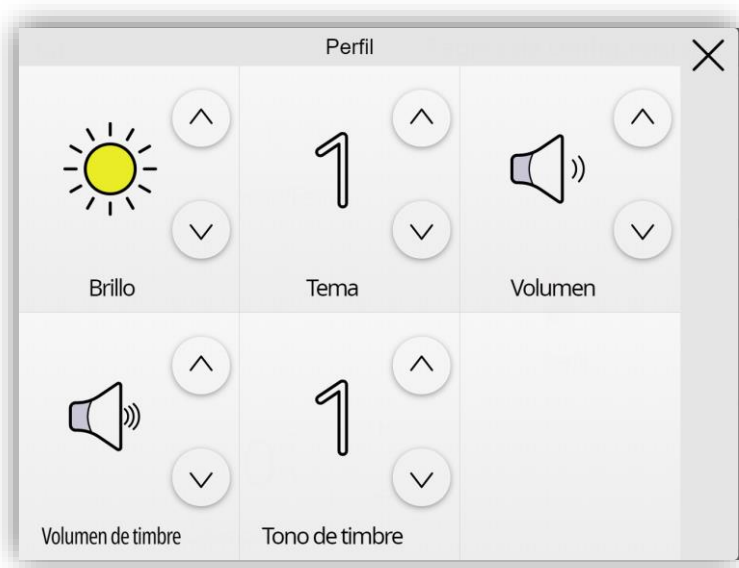 Perfil
1
Brillo
Tema
Volumen
1
Volumen de timbre
Tono de timbre